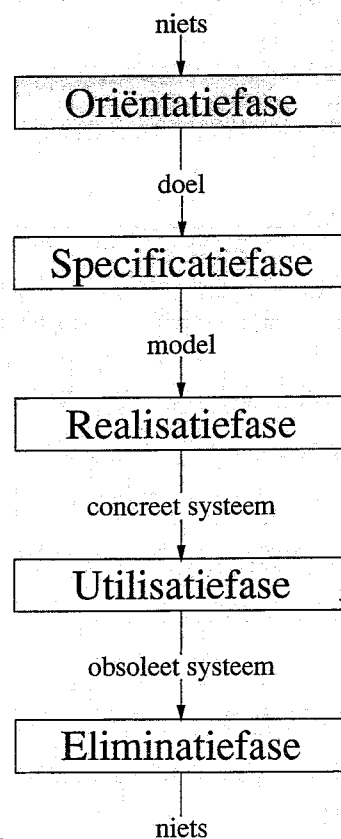 niets
Oriëntatiefase
doel
Specificatiefase
model
Realisatiefase
concreet systeem
Utilisatiefase
obsoleet systeem
Eliminatiefase
niets